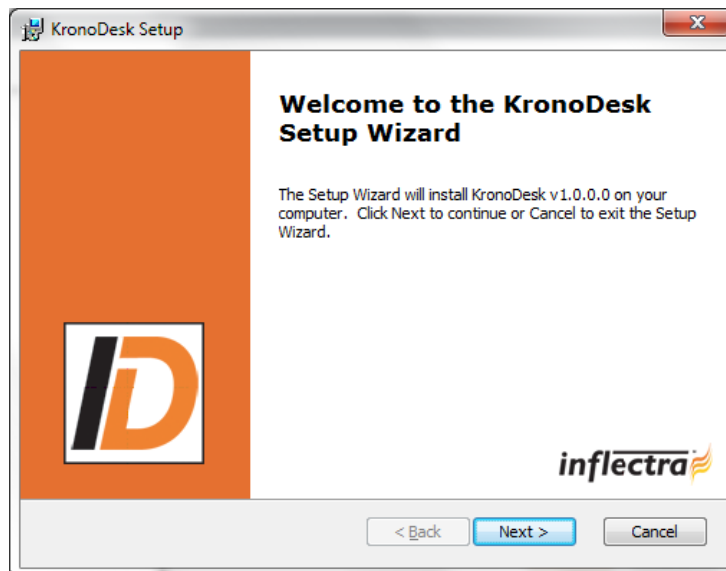 KronoDesk Setup
Welcome to the KronoDesk
Setup Wizard
The Setup Wizard will install KronoDesk v1.0.0.0 on your
computer. Click Next to continue or Cancel to exit the Setup
Wizard.
inflectra
< Back Next > Cancel